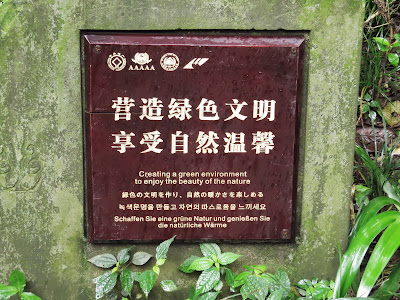 AAAAA
营造绿色文明
享受自然温馨
Creating a green environment
to enjoy the beauty of the nature
緑色の文明を作り、自然の暖かさを楽しめる
녹색문명을 만들고 자연의 따스로움을 느끼세요
Schaffen Sie eine grüne Natur und genießen Sie
die natürliche Wärme